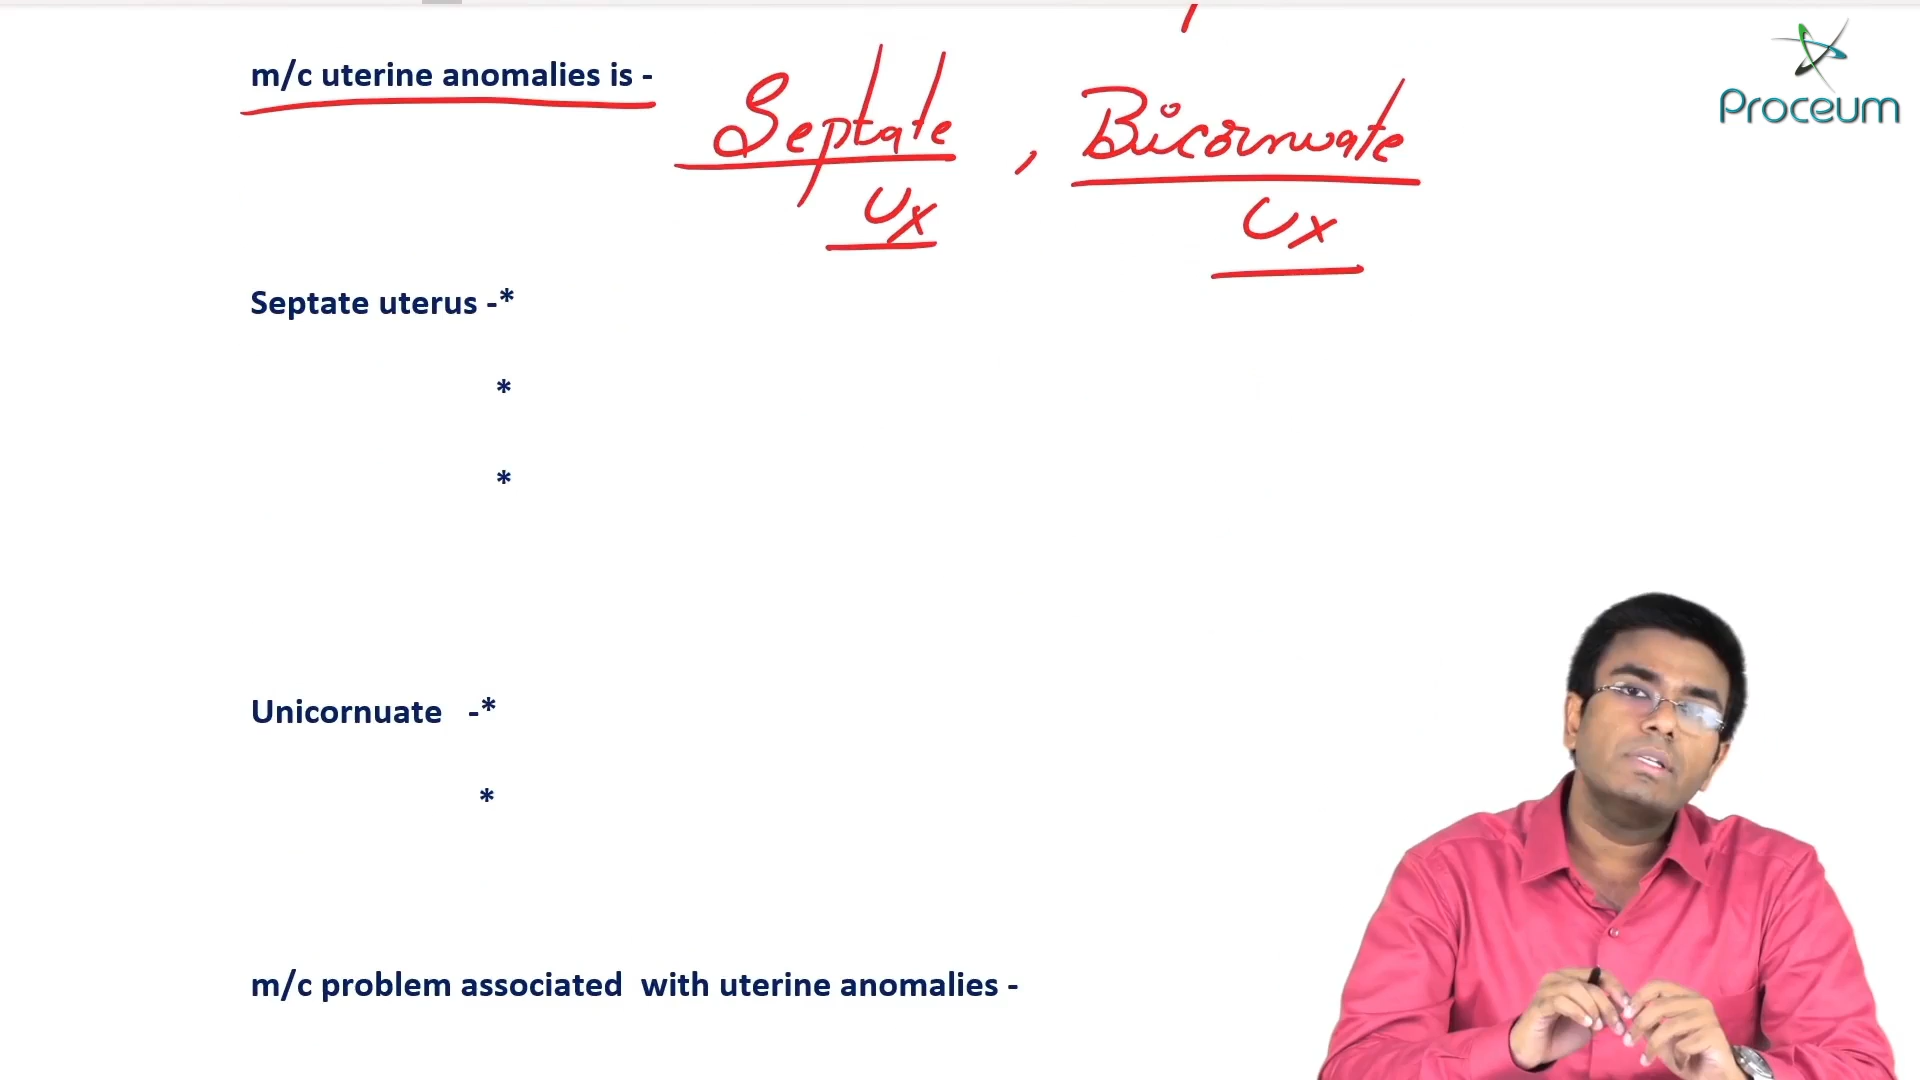 m/c uterine anomalies is - Septate , Bicornuate
Ux Ux
Proceum
Septate uterus -*
*
*
Unicornuate -*
*
m/c problem associated with uterine anomalies -